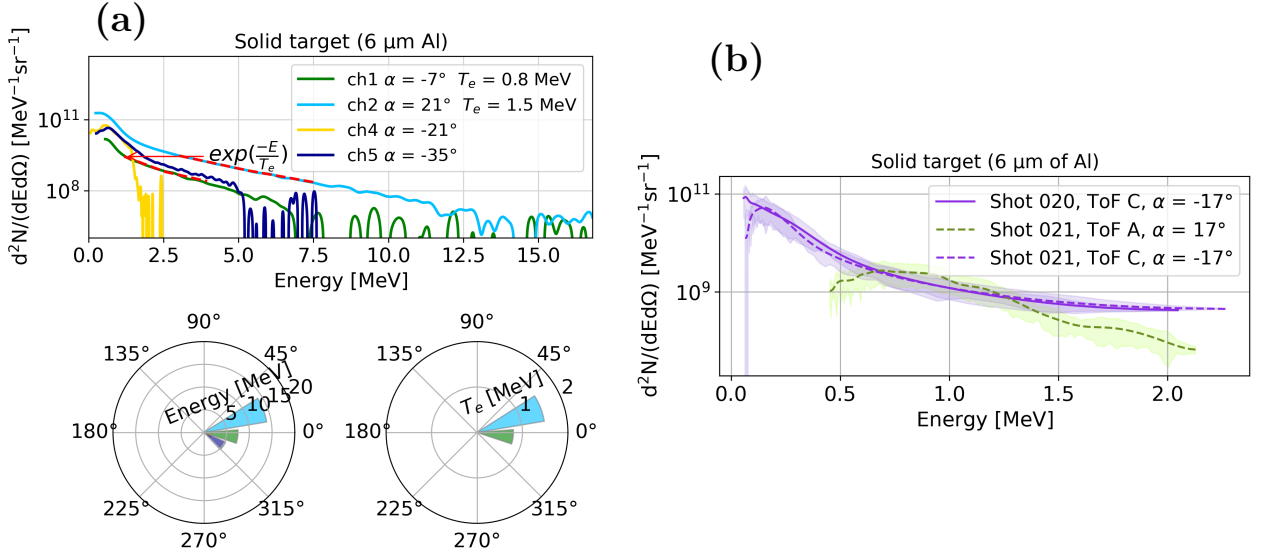 (a)
Solid target (6 μm Al)
d²N/(dEdΩ) [MeV⁻¹sr⁻¹]
10¹¹
10⁸
ch1 α = -7° Tₑ = 0.8 MeV
ch2 α = 21° Tₑ = 1.5 MeV
ch4 α = -21°
ch5 α = -35°
exp(-E/Tₑ)
0.0 2.5 5.0 7.5 10.0 12.5 15.0
Energy [MeV]
90°
135° 45°
Energy [MeV]
5 10 15 20
180° 0°
225° 315°
270°
90°
135° 45°
Tₑ [MeV]
1 2
180° 0°
225° 315°
270°
(b)
Solid target (6 μm of Al)
d²N/(dEdΩ) [MeV⁻¹sr⁻¹]
10¹¹
10⁹
Shot 020, ToF C, α = -17°
Shot 021, ToF A, α = 17°
Shot 021, ToF C, α = -17°
0.0 0.5 1.0 1.5 2.0
Energy [MeV]